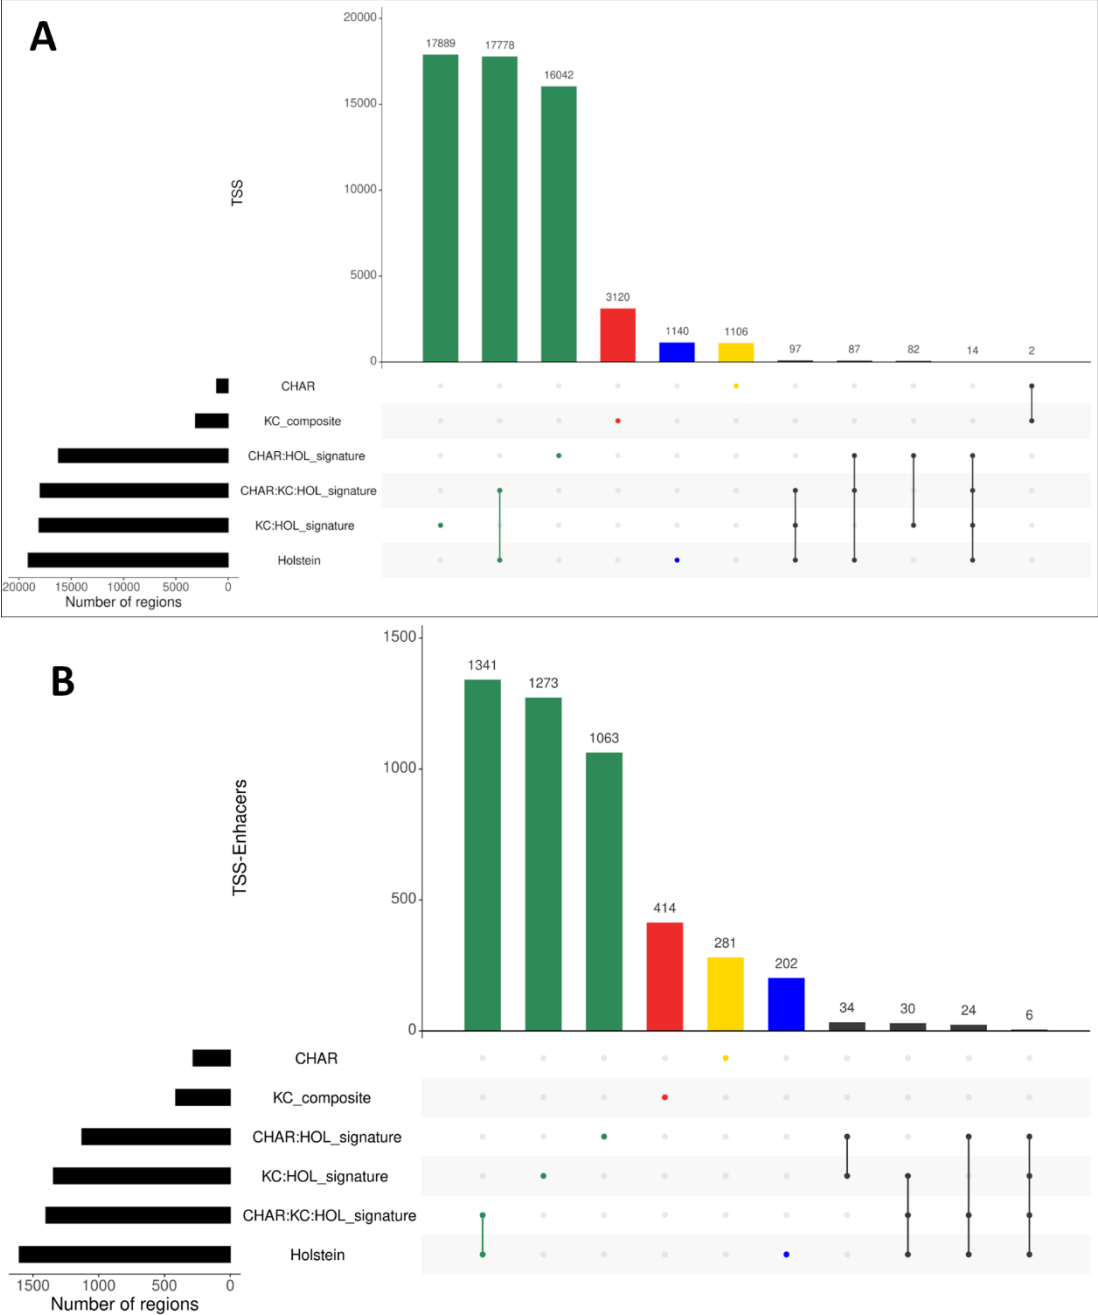 A
TSS
20000
15000
10000
5000
0
17889
17778
16042
3120
1140
1106
97
87
82
14
2
CHAR
KC_composite
CHAR:HOL_signature
CHAR:KC:HOL_signature
KC:HOL_signature
Holstein
20000 15000 10000 5000 0
Number of regions
B
TSS-Enhacers
1500
1000
500
0
1341
1273
1063
414
281
202
34
30
24
6
CHAR
KC_composite
CHAR:HOL_signature
KC:HOL_signature
CHAR:KC:HOL_signature
Holstein
1500 1000 500 0
Number of regions